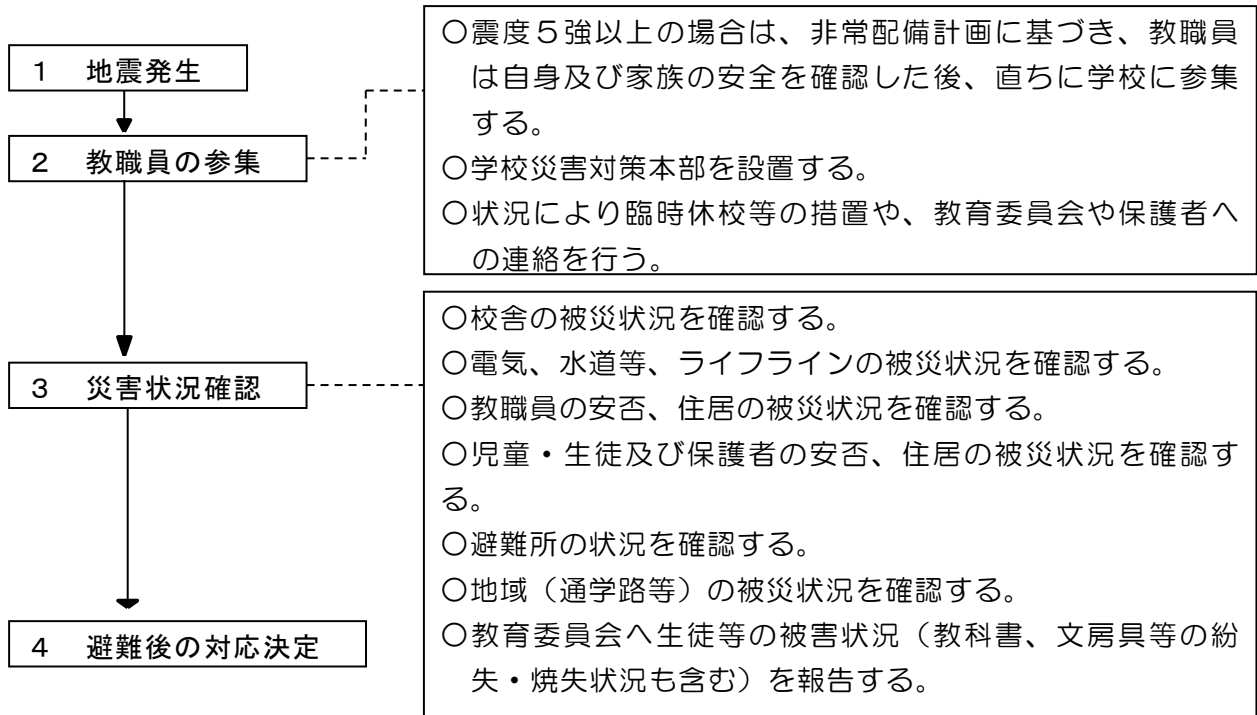 1　地震発生
2　教職員の参集
〇震度５強以上の場合は、非常配備計画に基づき、教職員
は自身及び家族の安全を確認した後、直ちに学校に参集
する。
〇学校災害対策本部を設置する。
〇状況により臨時休校等の措置や、教育委員会や保護者へ
の連絡を行う。
3　災害状況確認
〇校舎の被災状況を確認する。
〇電気、水道等、ライフラインの被災状況を確認する。
〇教職員の安否、住居の被災状況を確認する。
〇児童・生徒及び保護者の安否、住居の被災状況を確認す
る。
〇避難所の状況を確認する。
〇地域（通学路等）の被災状況を確認する。
〇教育委員会へ生徒等の被害状況（教科書、文房具等の紛
失・焼失状況も含む）を報告する。
4　避難後の対応決定